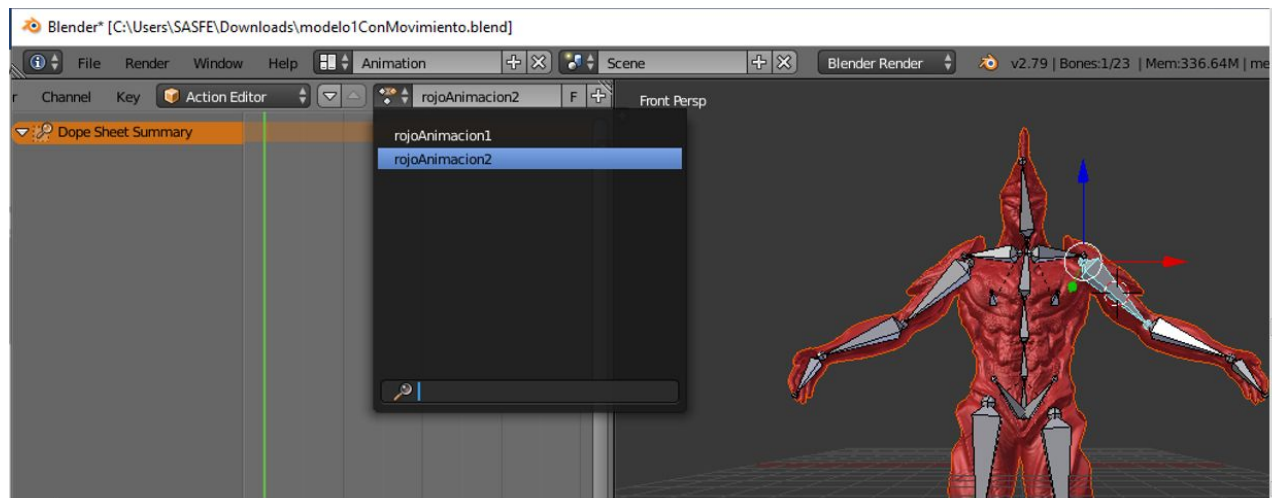 Blender* [C:\Users\SASFE\Downloads\modelo1ConMovimiento.blend]
File Render Window Help Animation Scene Blender Render v2.79 | Bones:1/23 | Mem:336.64M | me
r Channel Key Action Editor rojoAnimacion2 F Front Persp
Dope Sheet Summary
rojoAnimacion1
rojoAnimacion2